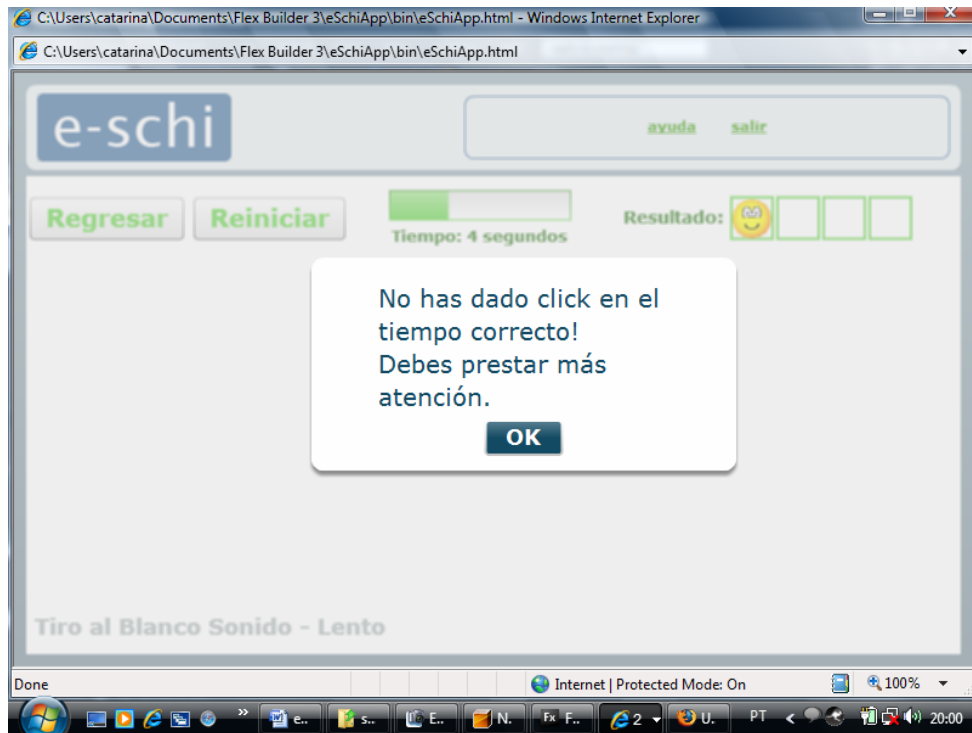 C:\Users\catarina\Documents\Flex Builder 3\eSchiApp\bin\eSchiApp.html - Windows Internet Explorer
C:\Users\catarina\Documents\Flex Builder 3\eSchiApp\bin\eSchiApp.html
e-schi
ayuda salir
Regresar Reiniciar Resultado:
Tiempo: 4 segundos
No has dado click en el
tiempo correcto!
Debes prestar más
atención.
OK
Tiro al Blanco Sonido - Lento
Done Internet | Protected Mode: On 100%
e.. s.. E.. N. F.. 2 U. PT 20:00